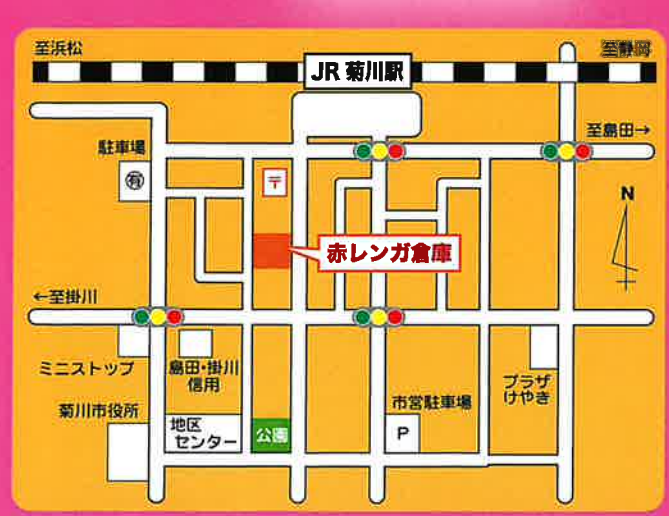 至浜松
至静岡
JR 菊川駅
至島田→
駐車場
有
〒
N
赤レンガ倉庫
←至掛川
ミニストップ
島田・掛川
信用
プラザ
けやき
菊川市役所
市営駐車場
地区
センター
公園
P